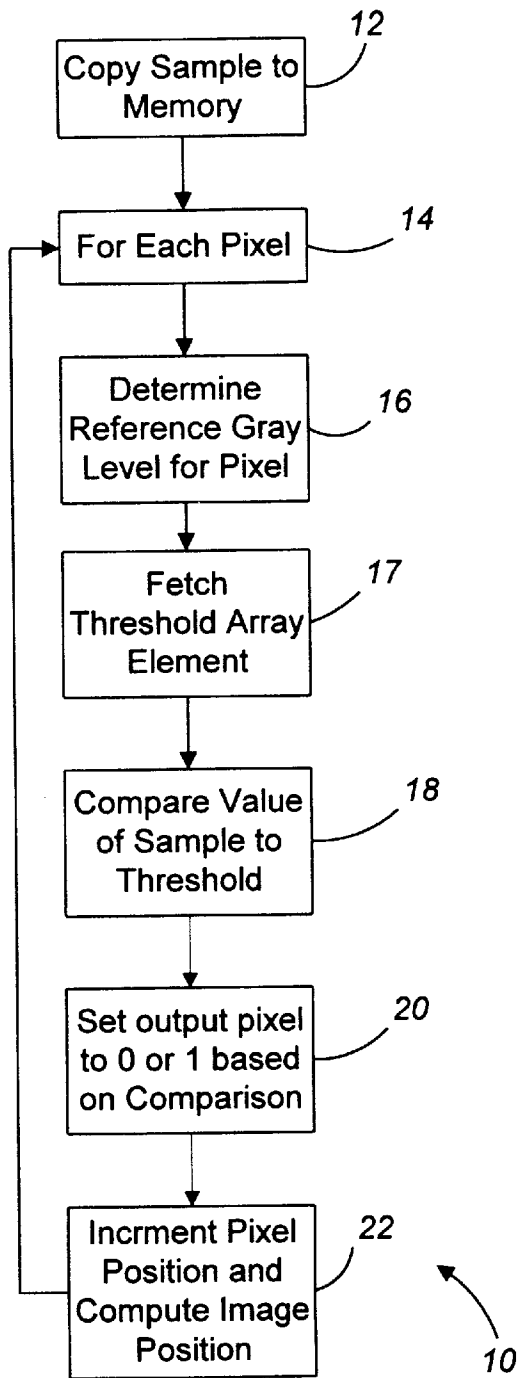 12
Copy Sample to
Memory
14
For Each Pixel
16
Determine
Reference Gray
Level for Pixel
17
Fetch
Threshold Array
Element
18
Compare Value
of Sample to
Threshold
20
Set output pixel
to 0 or 1 based
on Comparison
22
Incrment Pixel
Position and
Compute Image
Position
10